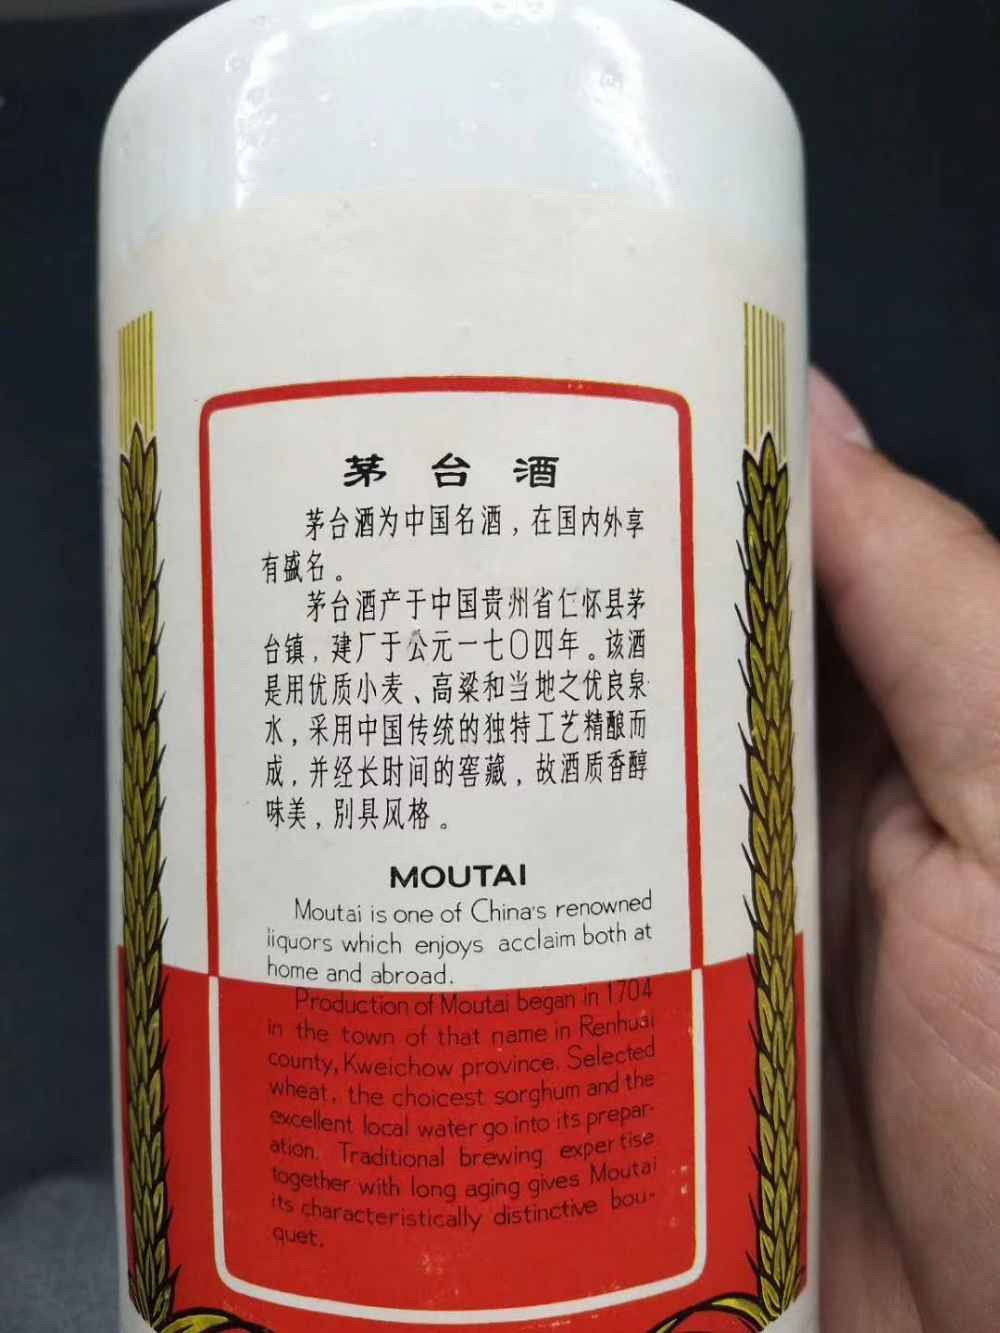 茅台酒
茅台酒为中国名酒，在国内外享
有盛名。
茅台酒产于中国贵州省仁怀县茅
台镇，建厂于公元一七〇四年。该酒
是用优质小麦、高粱和当地之优良泉
水，采用中国传统的独特工艺精酿而
成，并经长时间的窖藏，故酒质香醇
味美，别具风格。
MOUTAI
Moutai is one of China's renowned
liquors which enjoys acclaim both at
home and abroad.
Production of Moutai began in 1704
in the town of that name in Renhuai
county, Kweichow province. Selected
wheat, the choicest sorghum and the
excellent local water go into its prepar-
ation. Traditional brewing expertise
together with long aging gives Moutai
its characteristically distinctive bou-
quet.